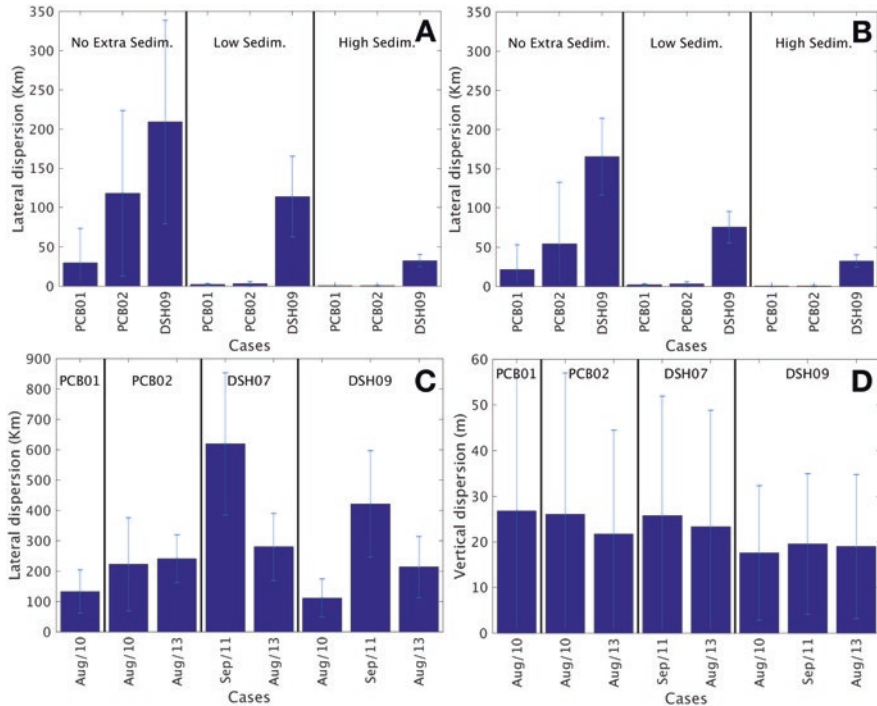 A
No Extra Sedim. Low Sedim. High Sedim.
Lateral dispersion (Km)
350
300
250
200
150
100
50
0
PCB01 PCB02 DSH09 PCB01 PCB02 DSH09 PCB01 PCB02 DSH09
Cases
B
No Extra Sedim. Low Sedim. High Sedim.
Lateral dispersion (Km)
350
300
250
200
150
100
50
0
PCB01 PCB02 DSH09 PCB01 PCB02 DSH09 PCB01 PCB02 DSH09
Cases
C
PCB01 PCB02 DSH07 DSH09
Lateral dispersion (Km)
900
800
700
600
500
400
300
200
100
0
Aug/10 Aug/10 Aug/13 Sep/11 Aug/13 Aug/10 Sep/11 Aug/13
Cases
D
PCB01 PCB02 DSH07 DSH09
Vertical dispersion (m)
60
50
40
30
20
10
0
Aug/10 Aug/10 Aug/13 Sep/11 Aug/13 Aug/10 Sep/11 Aug/13
Cases